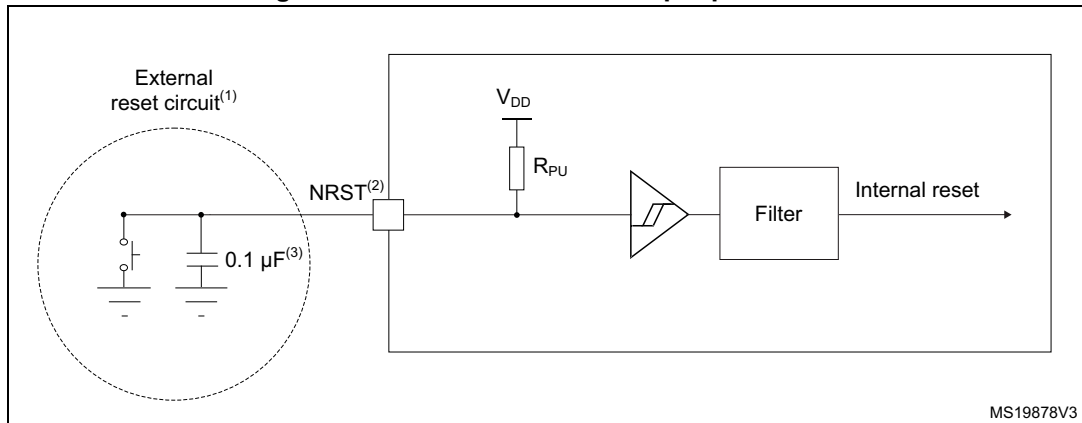 External
reset circuit(1)
VDD
RPU
NRST(2)
0.1 µF(3)
Filter
Internal reset
MS19878V3